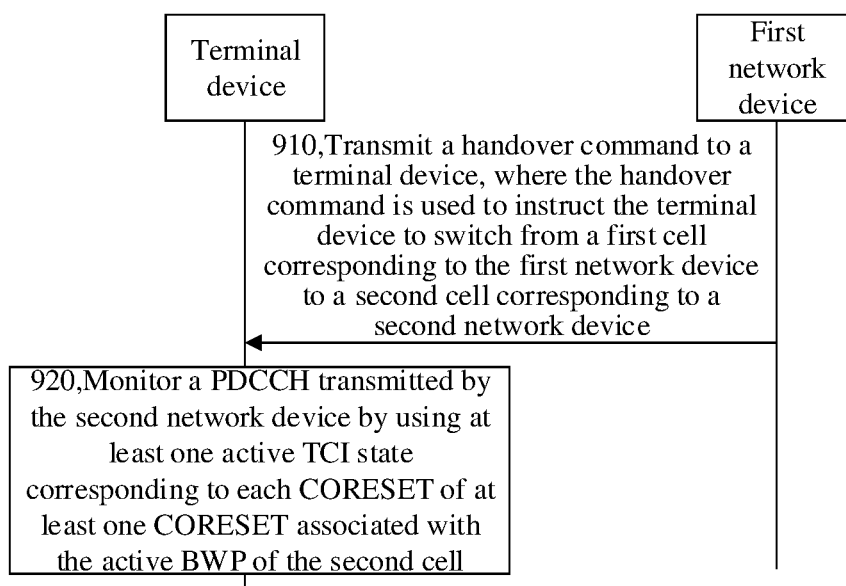 Terminal
device
First
network
device
910,Transmit a handover command to a
terminal device, where the handover
command is used to instruct the terminal
device to switch from a first cell
corresponding to the first network device
to a second cell corresponding to a
second network device
920,Monitor a PDCCH transmitted by
the second network device by using at
least one active TCI state
corresponding to each CORESET of at
least one CORESET associated with
the active BWP of the second cell